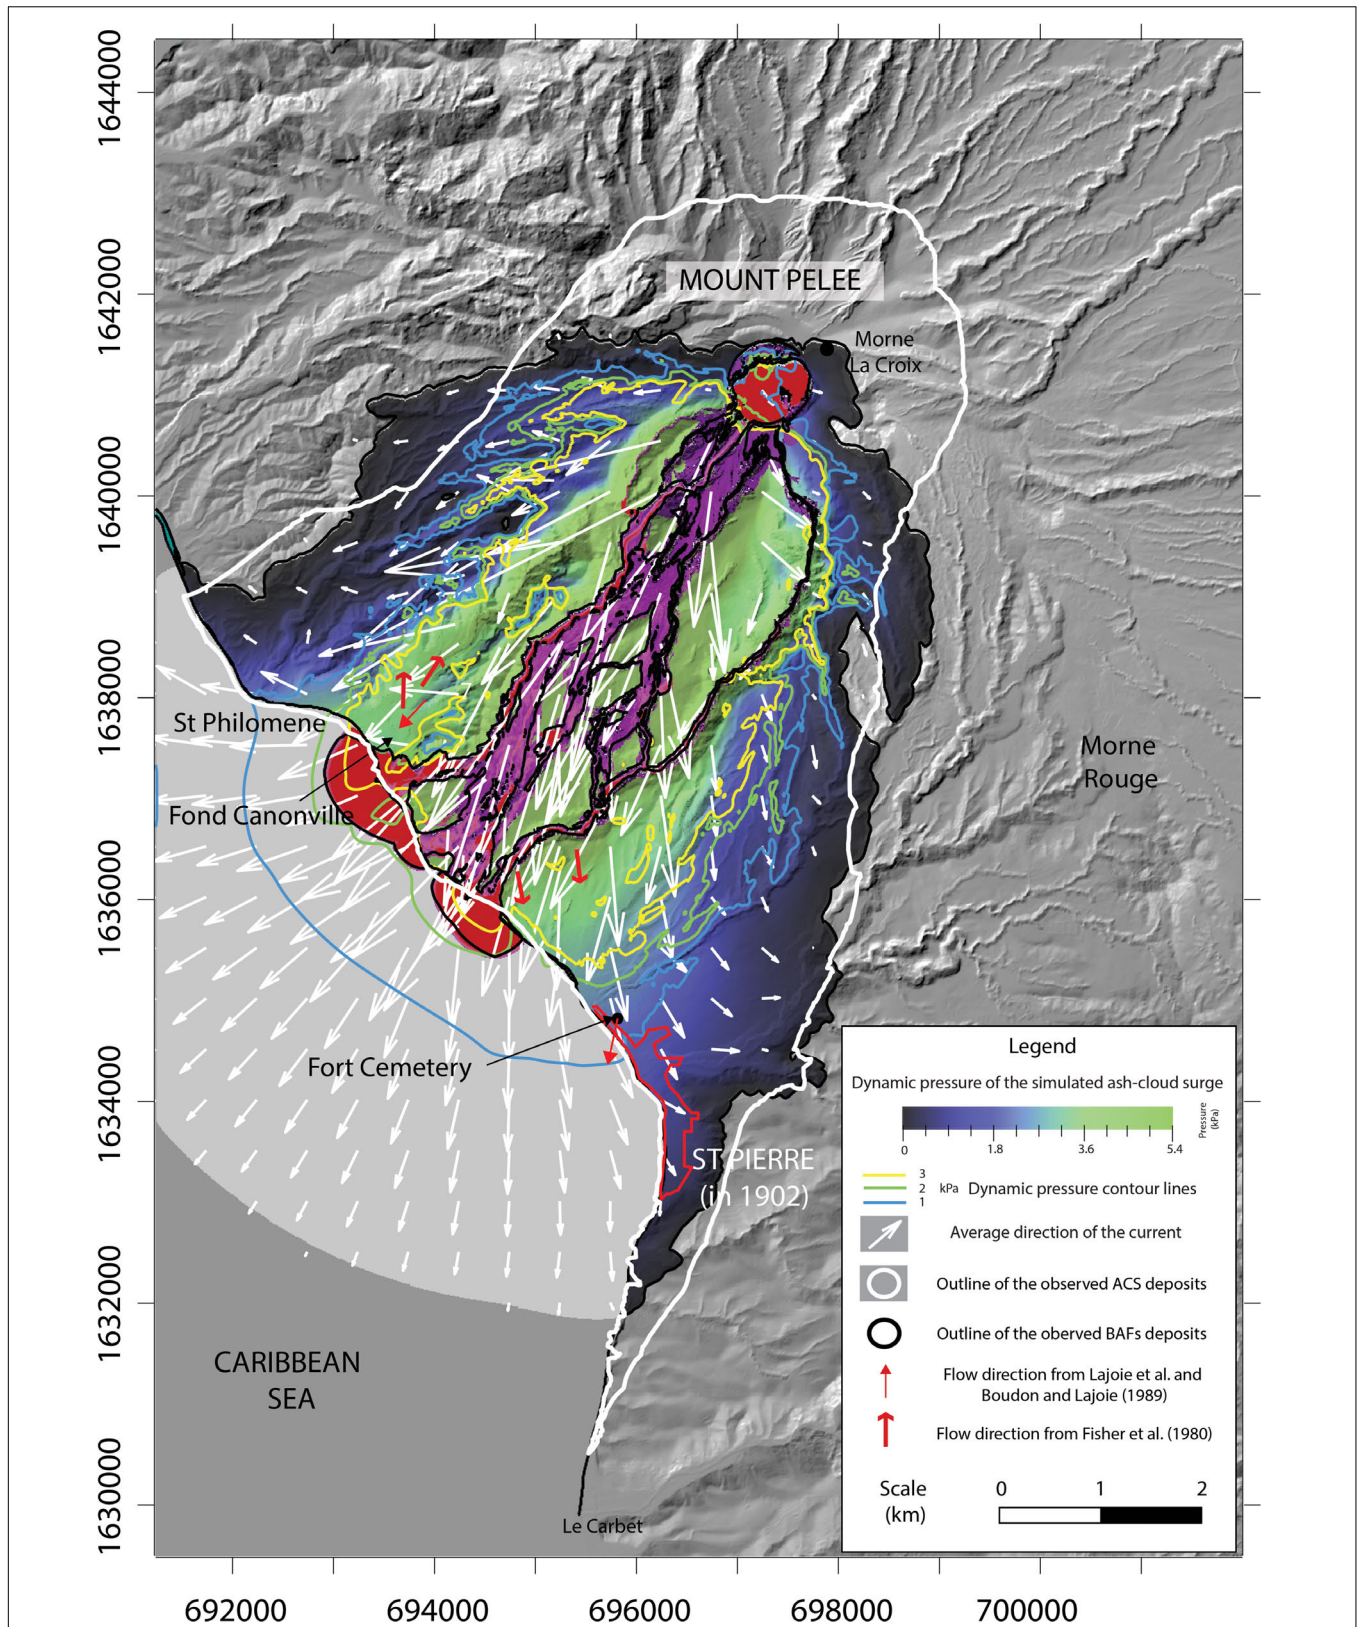 1644000
1642000
1640000
1638000
1636000
1634000
1632000
1630000
MOUNT PELEE
Morne
La Croix
St Philomene
Fond Canonville
Morne
Rouge
Fort Cemetery
ST PIERRE
(in 1902)
CARIBBEAN
SEA
Le Carbet
Legend
Dynamic pressure of the simulated ash-cloud surge
0
1.8
3.6
5.4
Pressure
(kPa)
3
2
1
kPa
Dynamic pressure contour lines
Average direction of the current
Outline of the observed ACS deposits
Outline of the oberved BAFs deposits
Flow direction from Lajoie et al. and
Boudon and Lajoie (1989)
Flow direction from Fisher et al. (1980)
Scale
(km)
0 1 2
692000 694000 696000 698000 700000